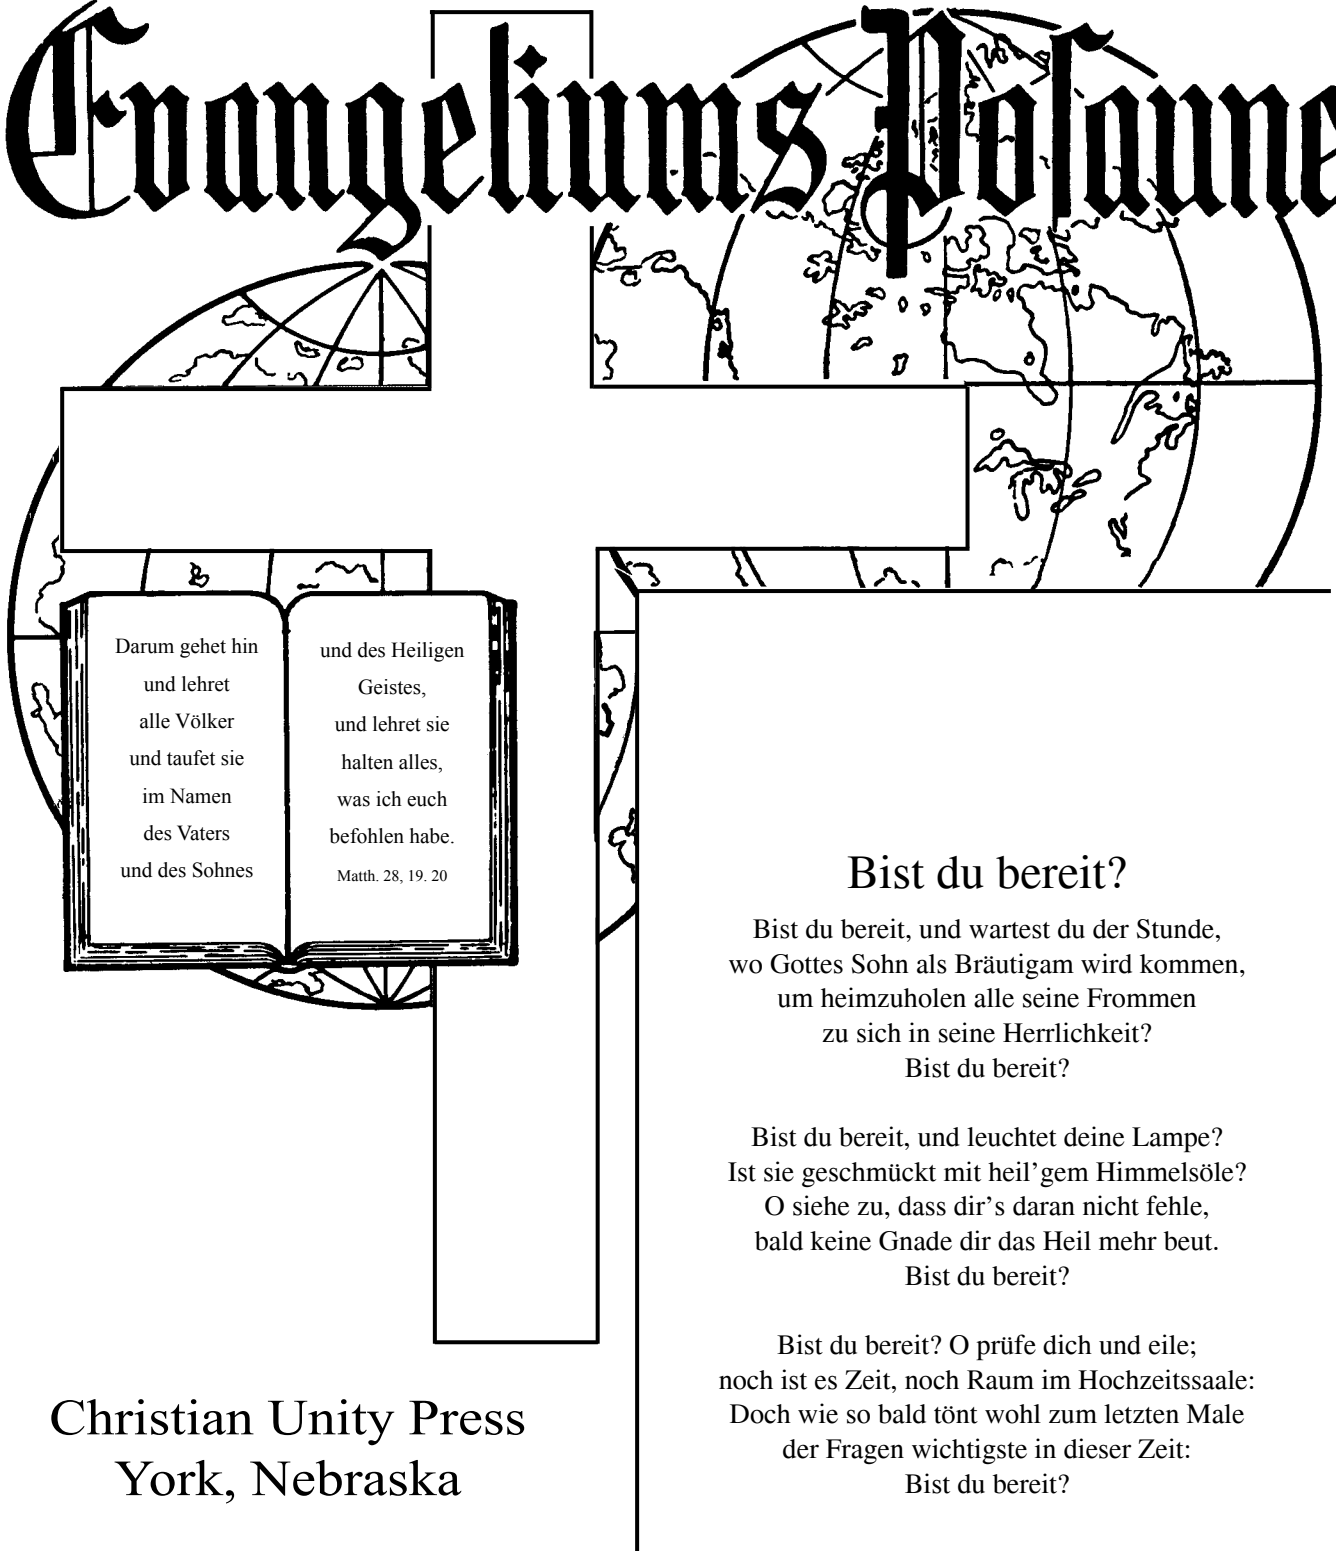 Evangeliums Posaune
Darum gehet hin
und lehret
alle Völker
und taufet sie
im Namen
des Vaters
und des Sohnes
und des Heiligen
Geistes,
und lehret sie
halten alles,
was ich euch
befohlen habe.
Matth. 28, 19. 20
Bist du bereit?
Bist du bereit, und wartest du der Stunde,
wo Gottes Sohn als Bräutigam wird kommen,
um heimzuholen alle seine Frommen
zu sich in seine Herrlichkeit?
Bist du bereit?
Bist du bereit, und leuchtet deine Lampe?
Ist sie geschmückt mit heil’gem Himmelsöle?
O siehe zu, dass dir’s daran nicht fehle,
bald keine Gnade dir das Heil mehr beut.
Bist du bereit?
Bist du bereit? O prüfe dich und eile;
noch ist es Zeit, noch Raum im Hochzeitssaale:
Doch wie so bald tönt wohl zum letzten Male
der Fragen wichtigste in dieser Zeit:
Bist du bereit?
Christian Unity Press
York, Nebraska